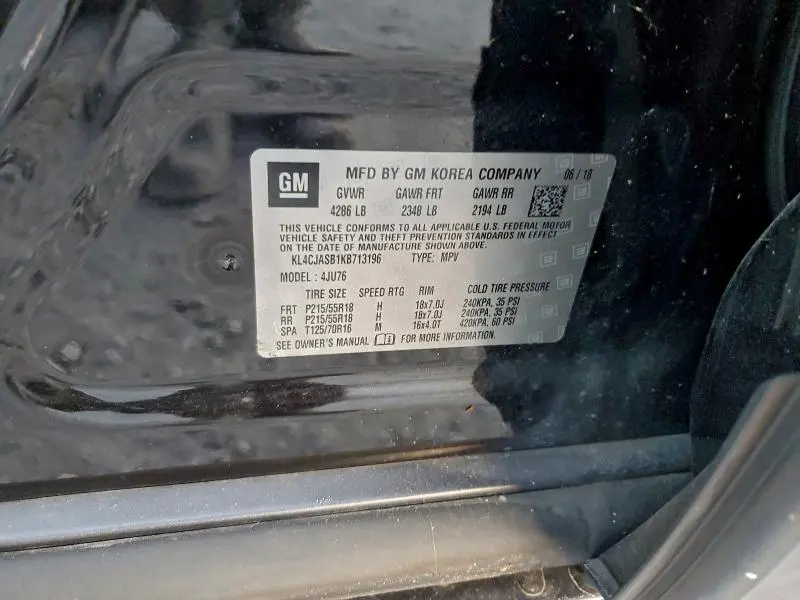 GM
MFD BY GM KOREA COMPANY 06 / 18
GVWR GAWR FRT GAWR RR
4286 LB 2348 LB 2194 LB
THIS VEHICLE CONFORMS TO ALL APPLICABLE U.S. FEDERAL MOTOR
VEHICLE SAFETY AND THEFT PREVENTION STANDARDS IN EFFECT
ON THE DATE OF MANUFACTURE SHOWN ABOVE.
KL4CJASB1KB713196 TYPE: MPV
MODEL : 4JU76
TIRE SIZE SPEED RTG RIM COLD TIRE PRESSURE
FRT P215/55R18 H 18x7.0J 240KPA, 35 PSI
RR P215/55R18 H 18x7.0J 240KPA, 35 PSI
SPA T125/70R16 M 16x4.0T 420KPA, 60 PSI
SEE OWNER'S MANUAL FOR MORE INFORMATION.